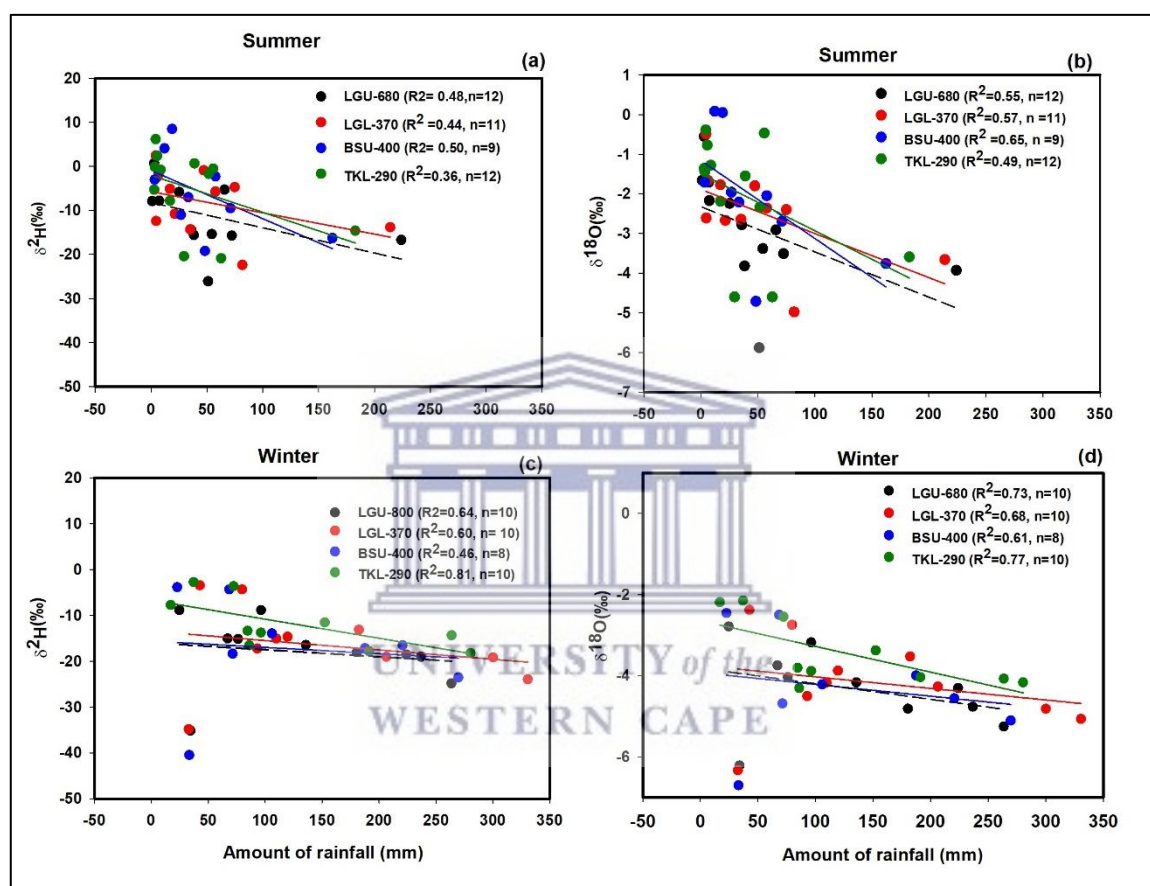 Summer
(a)
20
10
0
-10
-20
-30
-40
-50
δ²H(‰)
-50 0 50 100 150 200 250 300 350
LGU-680 (R2= 0.48,n=12)
LGL-370 (R² =0.44, n=11)
BSU-400 (R2= 0.50, n=9)
TKL-290 (R²=0.36, n=12)
Summer
(b)
1
0
-1
-2
-3
-4
-5
-6
-7
δ¹⁸O(‰)
-50 0 50 100 150 200 250 300 350
LGU-680 (R²=0.55, n=12)
LGL-370 (R²=0.57, n=11)
BSU-400 (R² =0.65, n=9)
TKL-290 (R²=0.49, n=12)
Winter
(c)
20
10
0
-10
-20
-30
-40
-50
δ²H(‰)
-50 0 50 100 150 200 250 300 350
Amount of rainfall (mm)
LGU-800 (R2=0.64, n=10)
LGL-370 (R²=0.60, n= 10)
BSU-400 (R²=0.46, n=8)
TKL-290 (R²=0.81, n=10)
Winter
(d)
0
-2
-4
-6
δ¹⁸O(‰)
-50 0 50 100 150 200 250 300 350
Amount of rainfall (mm)
LGU-680 (R²=0.73, n=10)
LGL-370 (R²=0.68, n=10)
BSU-400 (R²=0.61, n=8)
TKL-290 (R²=0.77, n=10)
UNIVERSITY of the
WESTERN CAPE